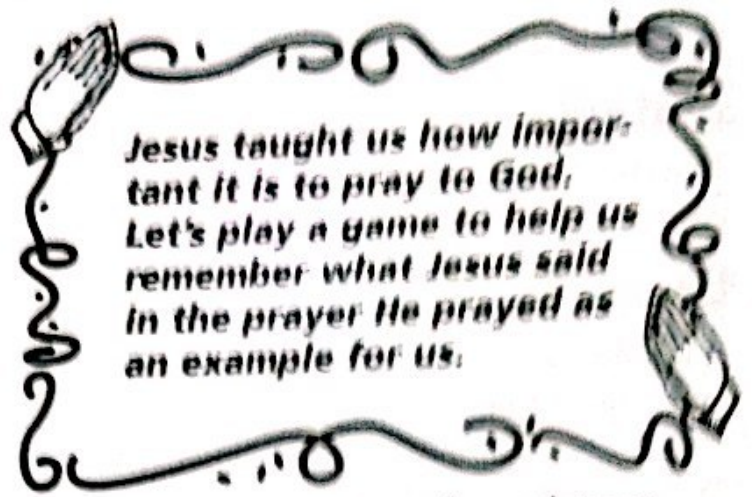 Jesus taught us how impor-
tant it is to pray to God.
Let's play a game to help us
remember what Jesus said
in the prayer He prayed as
an example for us.